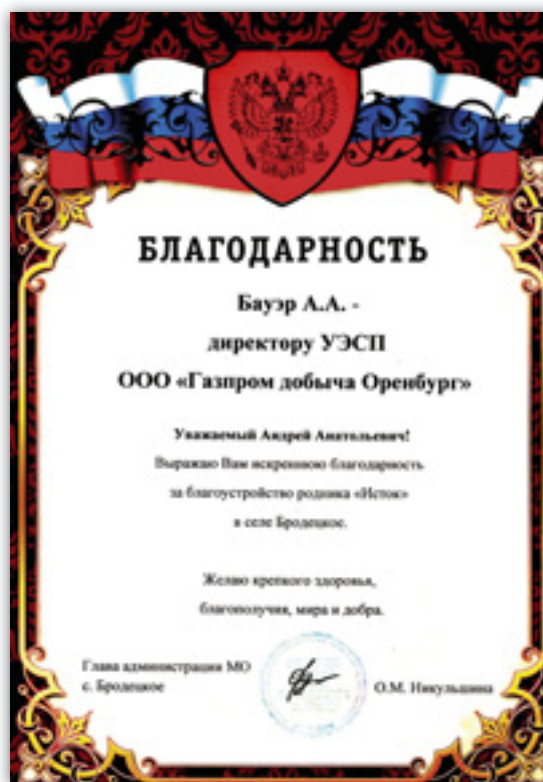 БЛАГОДАРНОСТЬ
Бауэр А.А. -
директору УЭСП
ООО «Газпром добыча Оренбург»
Уважаемый Андрей Анатольевич!
Выражаю Вам искреннюю благодарность
за благоустройство родника «Исток»
в селе Бродецкое.
Желаю крепкого здоровья,
благополучия, мира и добра.
Глава администрации МО
с. Бродецкое
О.М. Никульшина